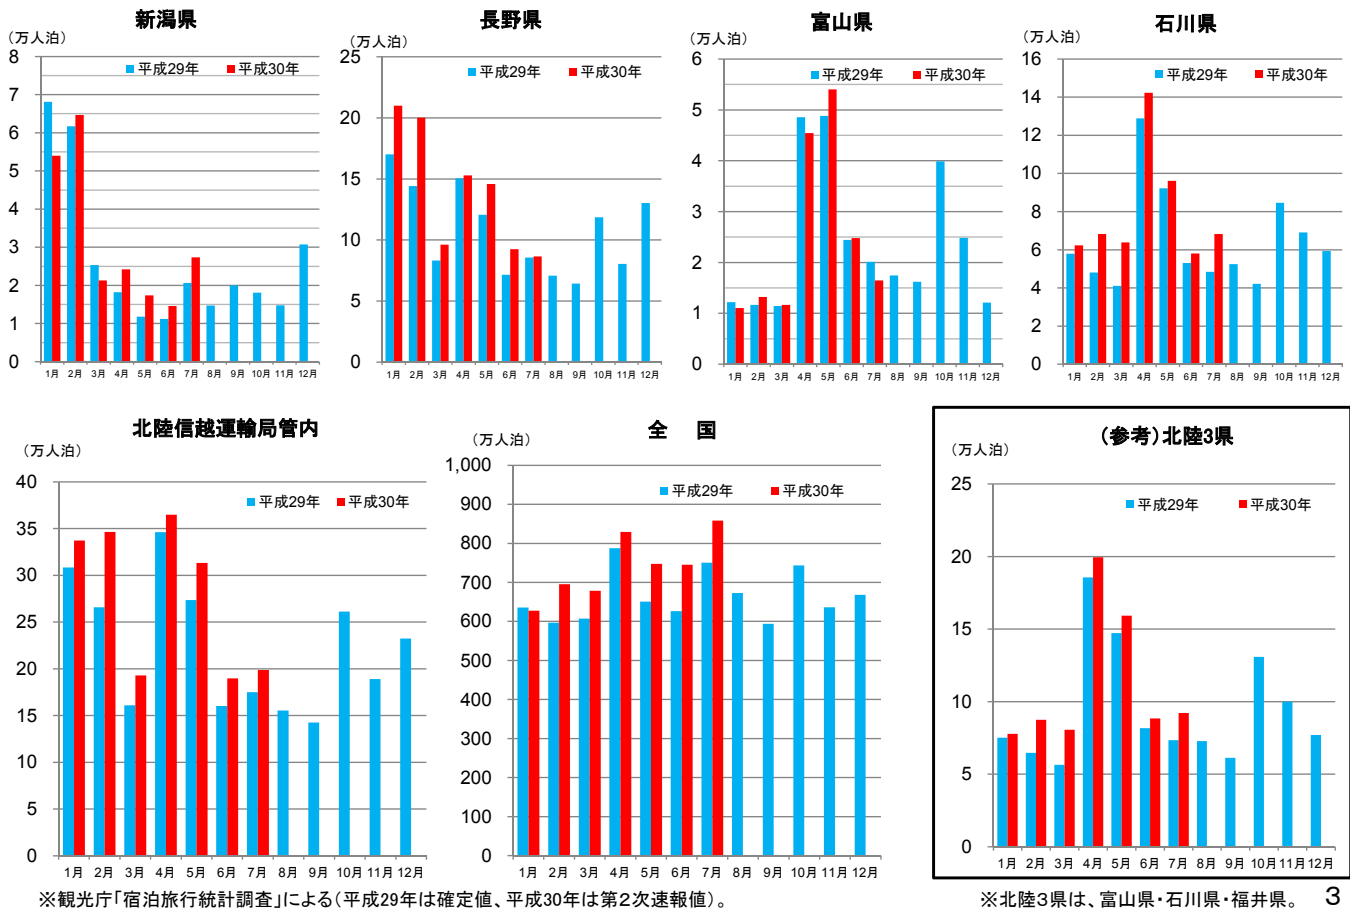 新潟県
（万人泊）
平成29年 平成30年
8
7
6
5
4
3
2
1
0
1月 2月 3月 4月 5月 6月 7月 8月 9月 10月 11月 12月
長野県
（万人泊）
平成29年 平成30年
25
20
15
10
5
0
1月 2月 3月 4月 5月 6月 7月 8月 9月 10月 11月 12月
富山県
（万人泊）
平成29年 平成30年
6
5
4
3
2
1
0
1月 2月 3月 4月 5月 6月 7月 8月 9月 10月 11月 12月
石川県
（万人泊）
平成29年 平成30年
16
14
12
10
8
6
4
2
0
1月 2月 3月 4月 5月 6月 7月 8月 9月 10月 11月 12月
北陸信越運輸局管内
（万人泊）
平成29年 平成30年
40
35
30
25
20
15
10
5
0
1月 2月 3月 4月 5月 6月 7月 8月 9月 10月 11月 12月
全 国
（万人泊）
平成29年 平成30年
1,000
900
800
700
600
500
400
300
200
100
0
1月 2月 3月 4月 5月 6月 7月 8月 9月 10月 11月 12月
（参考）北陸3県
（万人泊）
平成29年 平成30年
25
20
15
10
5
0
1月 2月 3月 4月 5月 6月 7月 8月 9月 10月 11月 12月
※観光庁「宿泊旅行統計調査」による（平成29年は確定値、平成30年は第２次速報値）。
※北陸３県は、富山県・石川県・福井県。 3